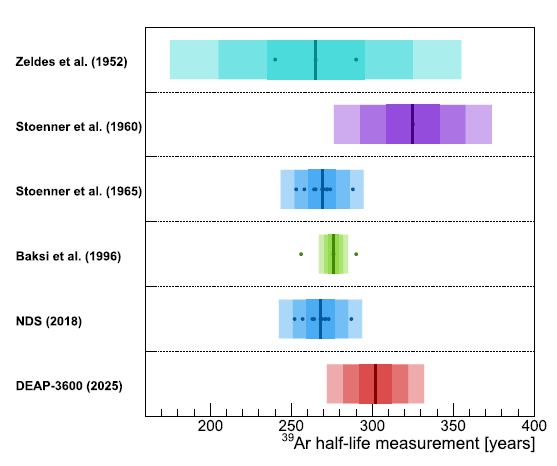 Zeldes et al. (1952)
Stoenner et al. (1960)
Stoenner et al. (1965)
Baksi et al. (1996)
NDS (2018)
DEAP-3600 (2025)
200 250 300 350 400
³⁹Ar half-life measurement [years]